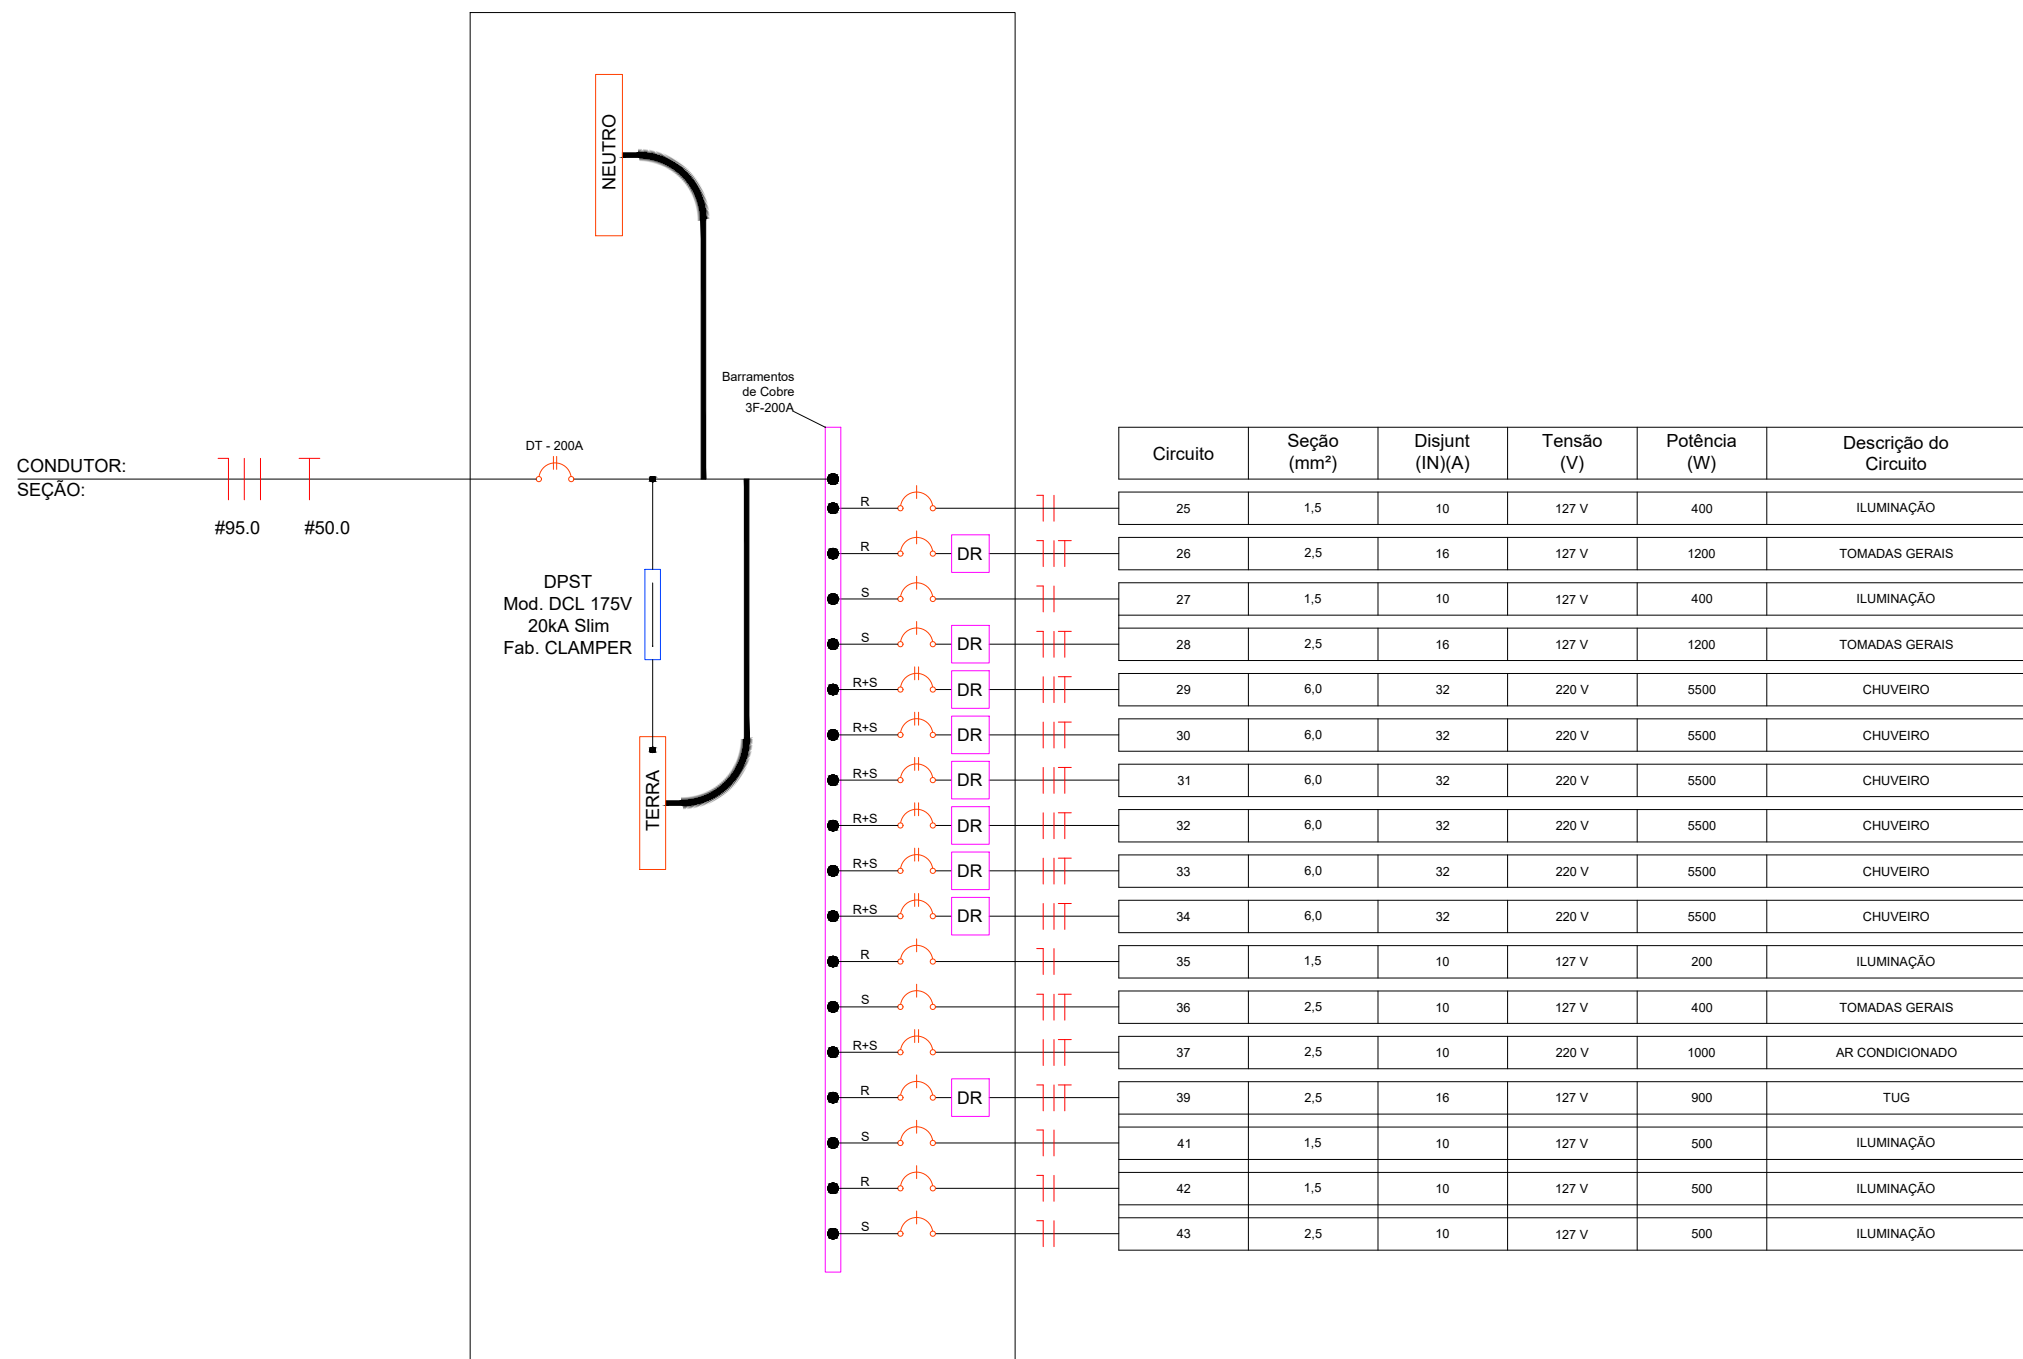 NEUTRO
Barramentos
de Cobre
3F-200A
DT - 200A
CONDUTOR:
SEÇÃO:
#95.0 #50.0
DPST
Mod. DCL 175V
20kA Slim
Fab. CLAMPER
TERRA
Circuito Seção (mm²) Disjunt (IN)(A) Tensão (V) Potência (W) Descrição do Circuito
R 25 1,5 10 127 V 400 ILUMINAÇÃO
R DR 26 2,5 16 127 V 1200 TOMADAS GERAIS
S 27 1,5 10 127 V 400 ILUMINAÇÃO
S DR 28 2,5 16 127 V 1200 TOMADAS GERAIS
R+S DR 29 6,0 32 220 V 5500 CHUVEIRO
R+S DR 30 6,0 32 220 V 5500 CHUVEIRO
R+S DR 31 6,0 32 220 V 5500 CHUVEIRO
R+S DR 32 6,0 32 220 V 5500 CHUVEIRO
R+S DR 33 6,0 32 220 V 5500 CHUVEIRO
R+S DR 34 6,0 32 220 V 5500 CHUVEIRO
R 35 1,5 10 127 V 200 ILUMINAÇÃO
S 36 2,5 10 127 V 400 TOMADAS GERAIS
R+S 37 2,5 10 220 V 1000 AR CONDICIONADO
R DR 39 2,5 16 127 V 900 TUG
S 41 1,5 10 127 V 500 ILUMINAÇÃO
R 42 1,5 10 127 V 500 ILUMINAÇÃO
S 43 2,5 10 127 V 500 ILUMINAÇÃO